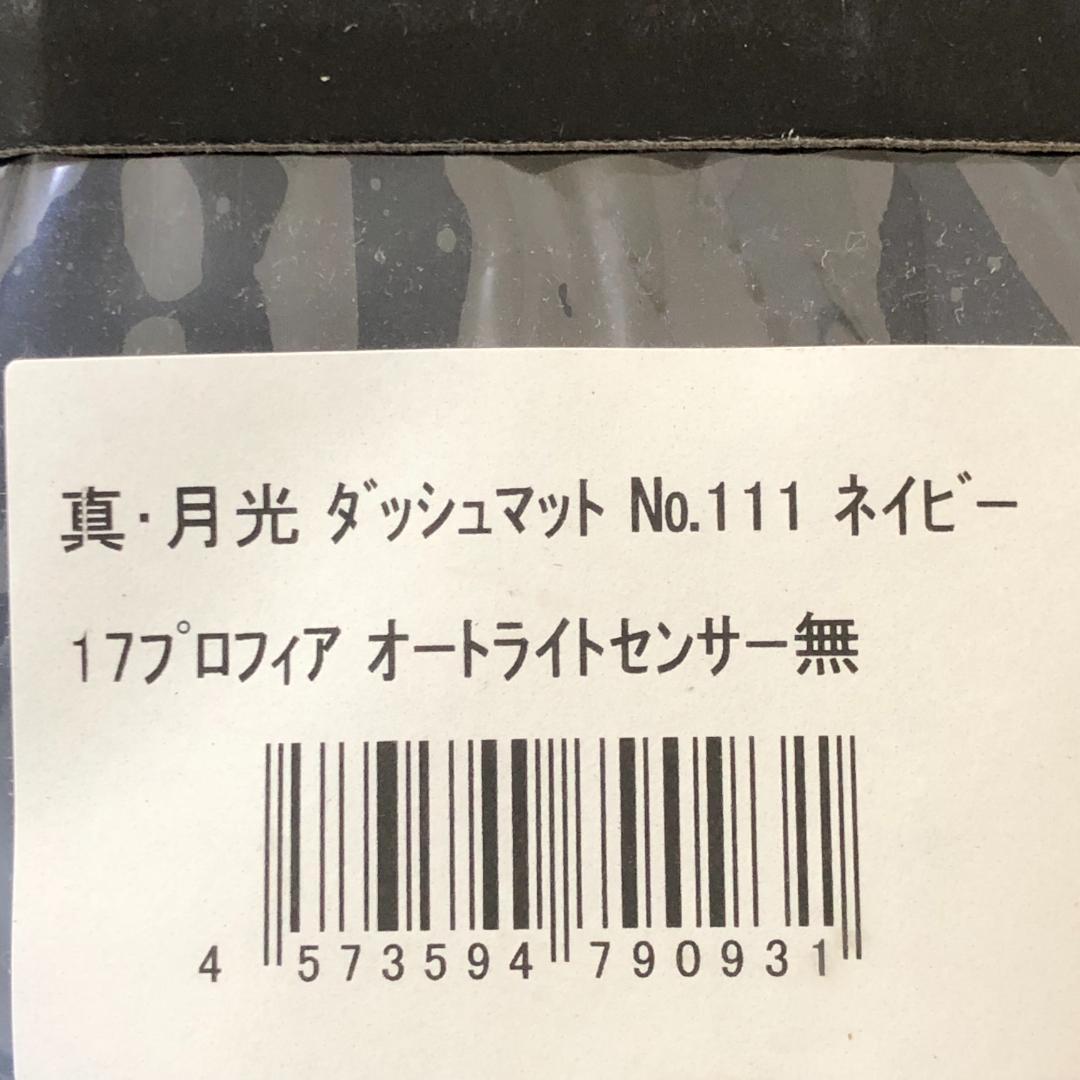 真・月光 ダッシュマット No.111 ネイビー
17プロフィア オートライトセンサー無
4 573594 790931